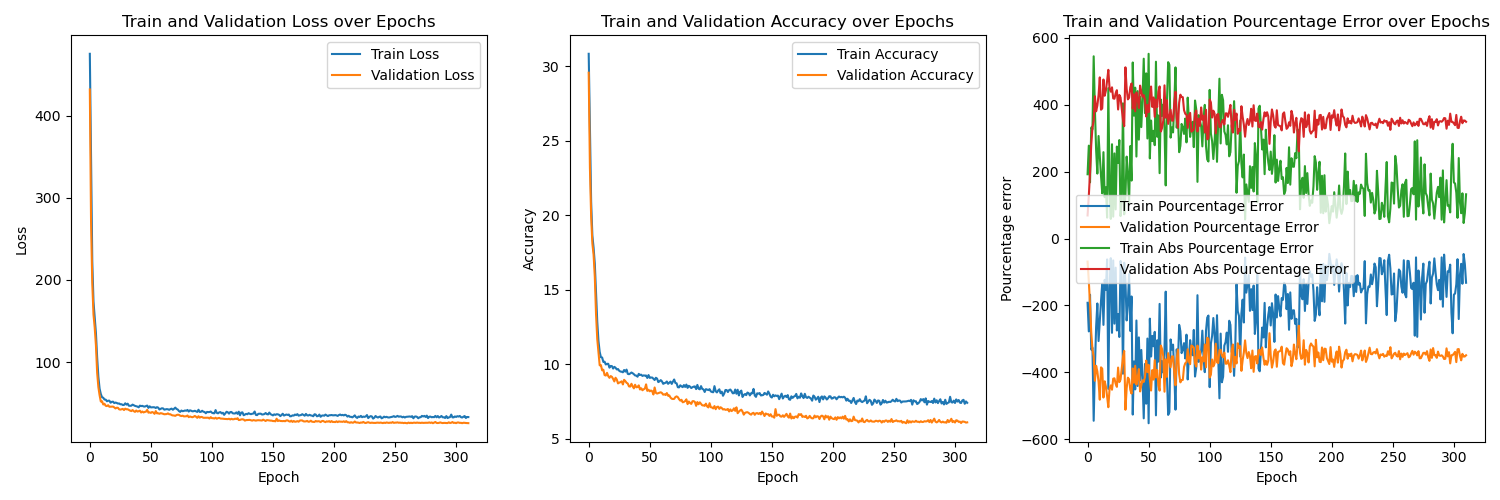 Train and Validation Loss over Epochs
Train Loss
Validation Loss
400
300
200
100
Loss
0 50 100 150 200 250 300
Epoch
Train and Validation Accuracy over Epochs
Train Accuracy
Validation Accuracy
30
25
20
15
10
5
Accuracy
0 50 100 150 200 250 300
Epoch
Train and Validation Pourcentage Error over Epochs
600
400
200
0
−200
−400
−600
Pourcentage error
Train Pourcentage Error
Validation Pourcentage Error
Train Abs Pourcentage Error
Validation Abs Pourcentage Error
0 50 100 150 200 250 300
Epoch